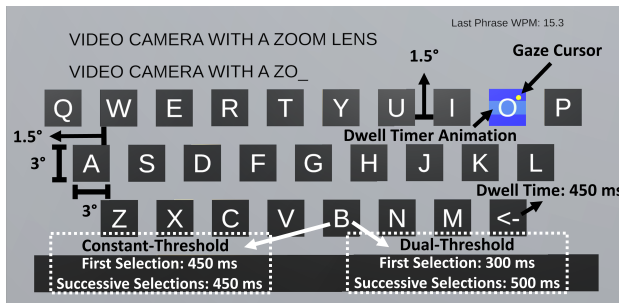 Last Phrase WPM: 15.3
VIDEO CAMERA WITH A ZOOM LENS
Gaze Cursor
1.5°
VIDEO CAMERA WITH A ZO_
Q W E R T Y U I O P
1.5°
Dwell Timer Animation
3°
A S D F G H J K L
Dwell Time: 450 ms
3°
Z X C V B N M <-
Constant-Threshold
First Selection: 450 ms
Successive Selections: 450 ms
Dual-Threshold
First Selection: 300 ms
Successive Selections: 500 ms